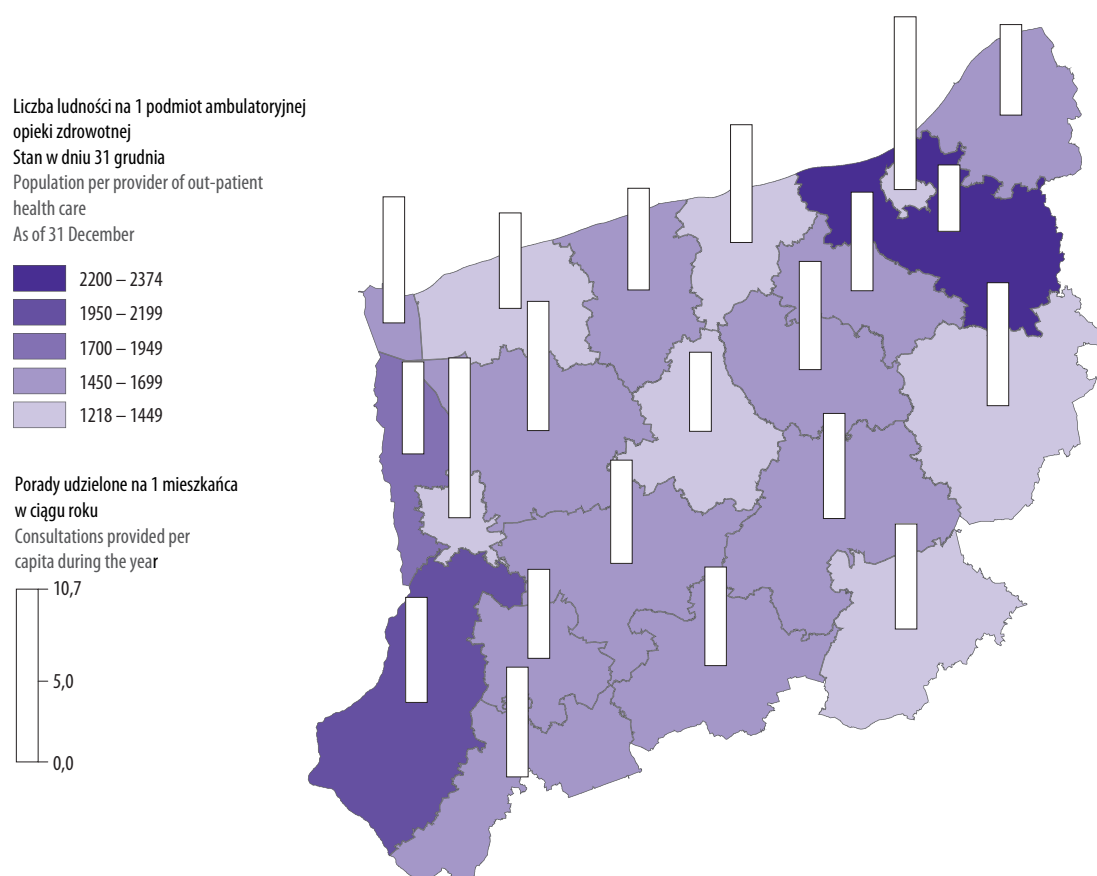 Liczba ludności na 1 podmiot ambulatoryjnej
opieki zdrowotnej
Stan w dniu 31 grudnia
Population per provider of out-patient
health care
As of 31 December
2200 – 2374
1950 – 2199
1700 – 1949
1450 – 1699
1218 – 1449
Porady udzielone na 1 mieszkańca
w ciągu roku
Consultations provided per
capita during the year
10,7
5,0
0,0